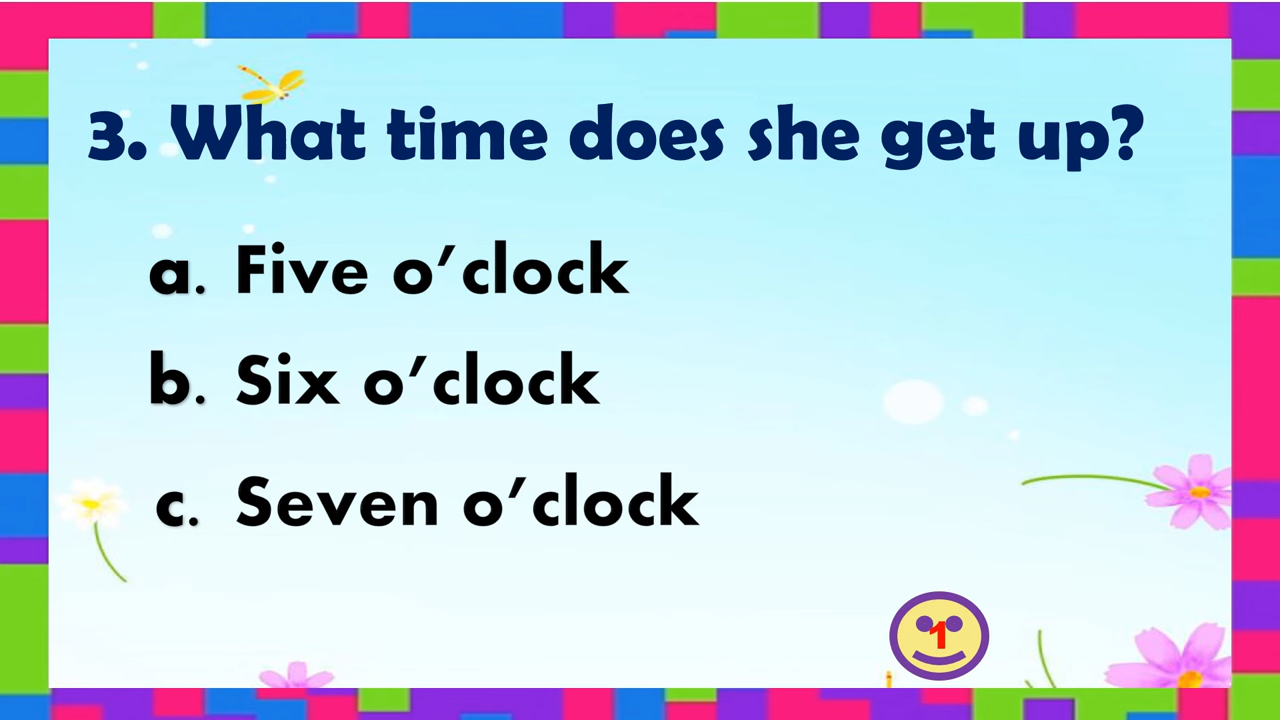 3. What time does she get up?
a. Five o’clock
b. Six o’clock
c. Seven o’clock
1